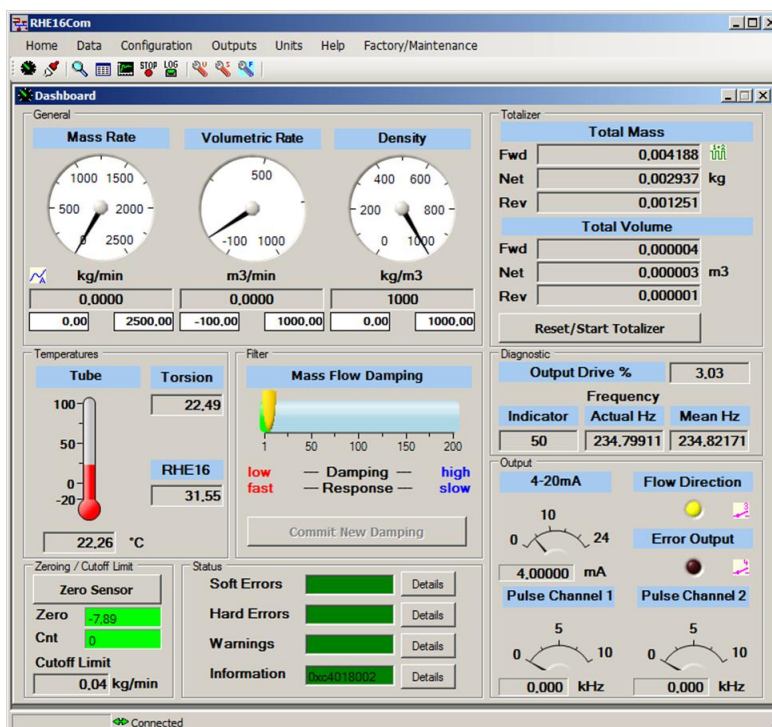 RHE16Com
Home Data Configuration Outputs Units Help Factory/Maintenance
STOP LOG
Dashboard
General
Mass Rate Volumetric Rate Density
1000 1500
500 2000
0 2500
500
-100 1000
400 600
200 800
0 1000
kg/min m3/min kg/m3
0,0000 0,0000 1000
0,00 2500,00 -100,00 1000,00 0,00 1000,00
Totalizer
Total Mass
Fwd 0,004188
Net 0,002937 kg
Rev 0,001251
Total Volume
Fwd 0,000004
Net 0,000003 m3
Rev 0,000001
Reset/Start Totalizer
Temperatures
Tube Torsion
22,49
100
50
0
-20
RHE16
31,55
22,26 °C
Filter
Mass Flow Damping
1 50 100 150 200
low — Damping — high
fast — Response — slow
Commit New Damping
Diagnostic
Output Drive % 3,03
Frequency
Indicator Actual Hz Mean Hz
50 234,79911 234,82171
Output
4-20mA Flow Direction
10
0 24
Error Output
4,00000 mA
Pulse Channel 1 Pulse Channel 2
5 5
0 10 0 10
0,000 kHz 0,000 kHz
Zeroing / Cutoff Limit
Zero Sensor
Zero -7,89
Cnt 0
Cutoff Limit
0,04 kg/min
Status
Soft Errors Details
Hard Errors Details
Warnings Details
Information 0xc4018002 Details
Connected